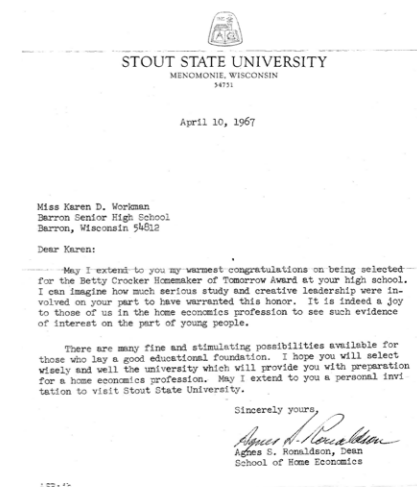 STOUT STATE UNIVERSITY
MENOMONIE, WISCONSIN
54751
April 10, 1967
Miss Karen D. Workman
Barron Senior High School
Barron, Wisconsin 54812
Dear Karen:
May I extend to you my warmest congratulations on being selected
for the Betty Crocker Homemaker of Tomorrow Award at your high school.
I can imagine how much serious study and creative leadership were in-
volved on your part to have warranted this honor. It is indeed a joy
to those of us in the home economics profession to see such evidence
of interest on the part of young people.
There are many fine and stimulating possibilities available for
those who lay a good educational foundation. I hope you will select
wisely and well the university which will provide you with preparation
for a home economics profession. May I extend to you a personal invi
tation to visit Stout State University.
Sincerely yours,
Agnes S. Ronaldson
Agnes S. Ronaldson, Dean
School of Home Economics